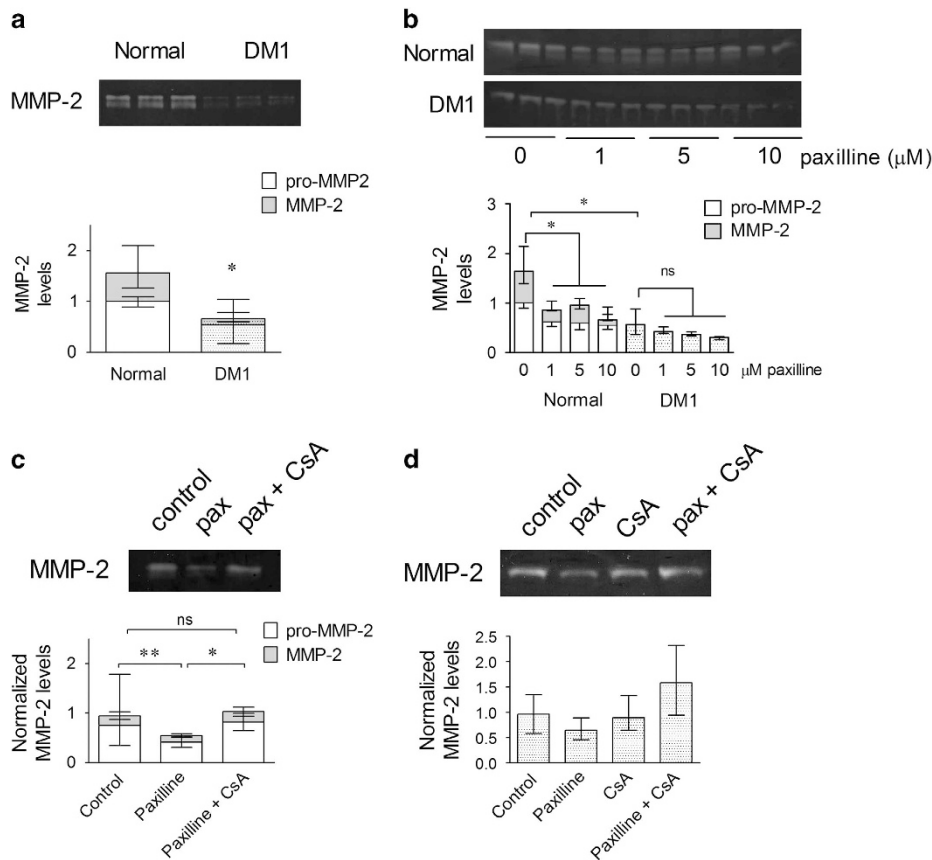 a
Normal DM1
MMP-2
pro-MMP2
MMP-2
MMP-2
levels
2
1
0
*
Normal DM1
b
Normal
DM1
0 1 5 10 paxilline (μM)
pro-MMP-2
MMP-2
MMP-2
levels
3
2
1
0
*
*
ns
0 1 5 10 0 1 5 10 μM paxilline
Normal DM1
c
control pax pax + CsA
MMP-2
pro-MMP-2
MMP-2
Normalized
MMP-2 levels
2
1
0
ns
** *
Control Paxilline Paxilline + CsA
d
control pax CsA pax + CsA
MMP-2
Normalized
MMP-2 levels
2.5
2.0
1.5
1.0
0.5
0.0
Control Paxilline CsA Paxilline + CsA